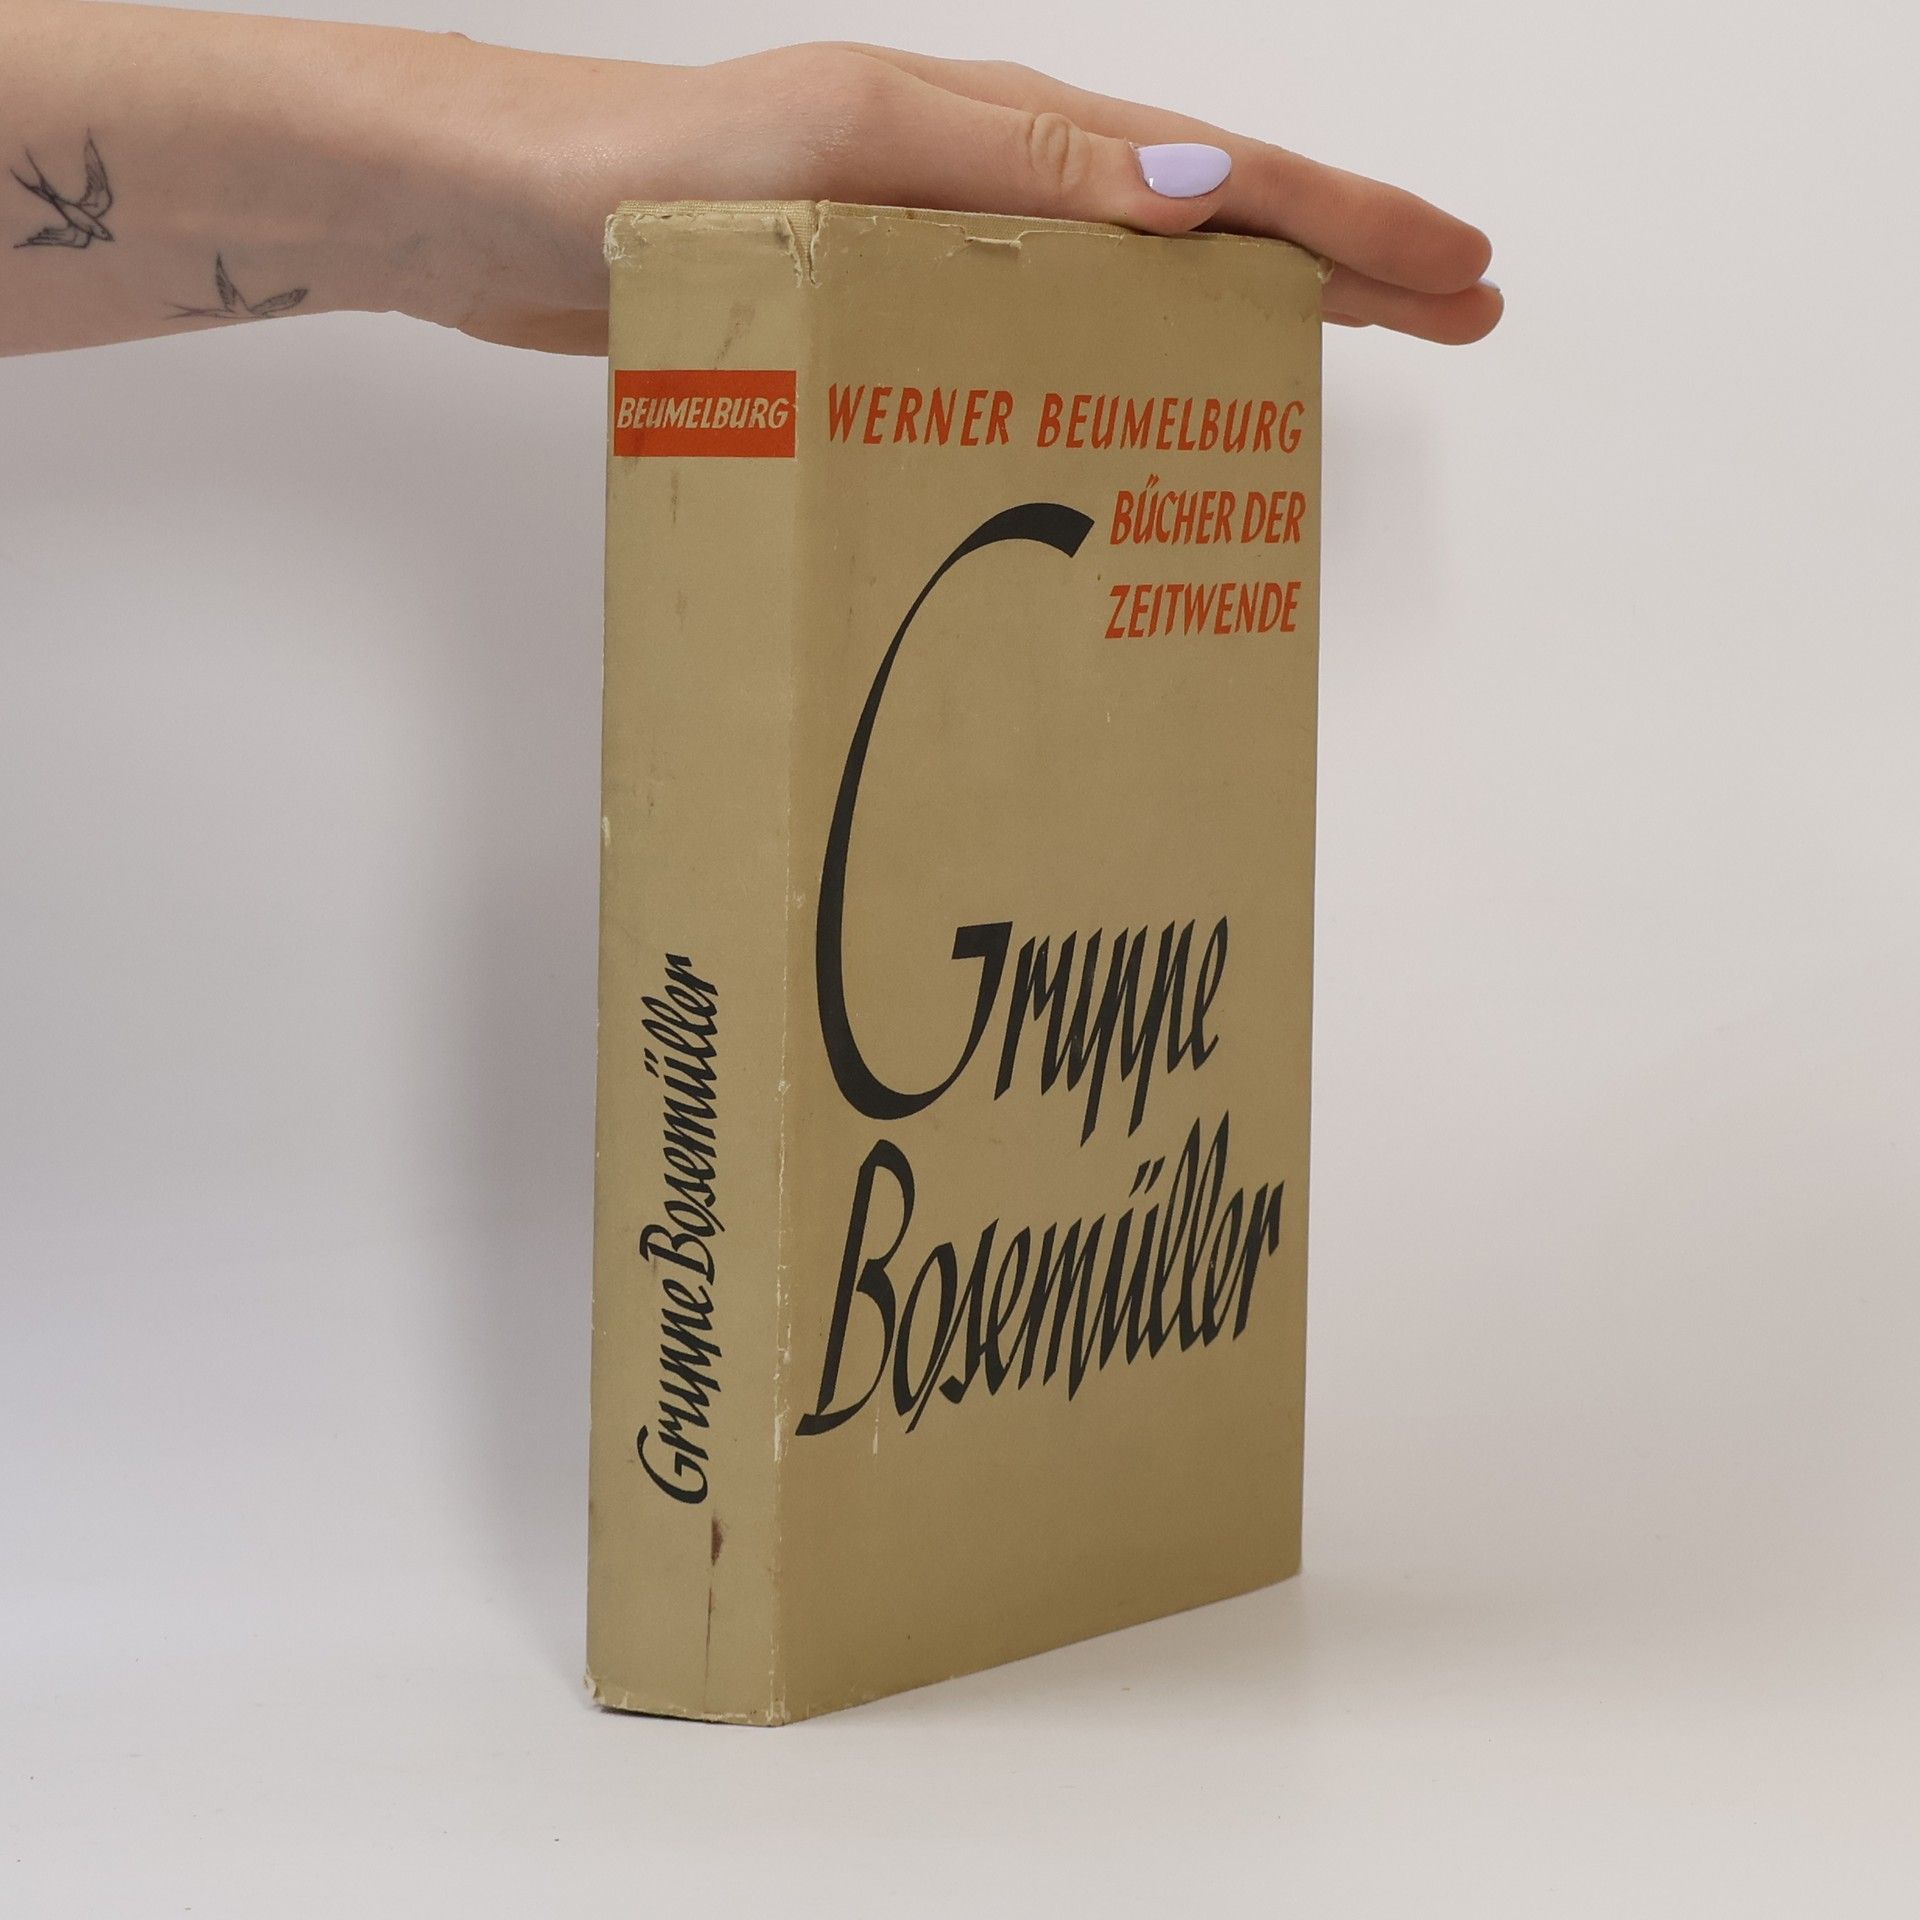 BEUMELBURG
Gruppe Bosemüller
WERNER BEUMELBURG
BÜCHER DER
ZEITWENDE
Gruppe
Bosemüller